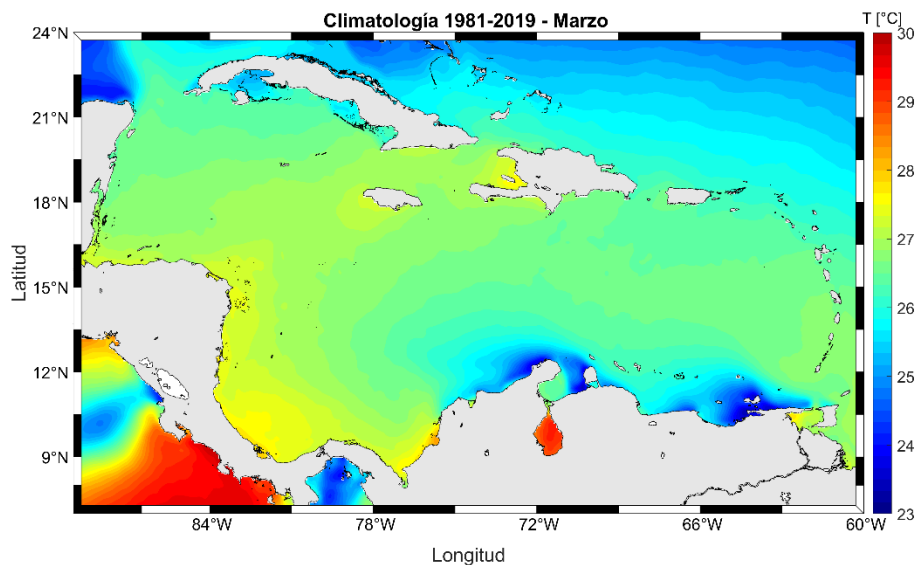 Climatología 1981-2019 - Marzo
T [°C]
24°N
21°N
18°N
15°N
12°N
9°N
Latitud
84°W
78°W
72°W
66°W
60°W
Longitud
30
29
28
27
26
25
24
23